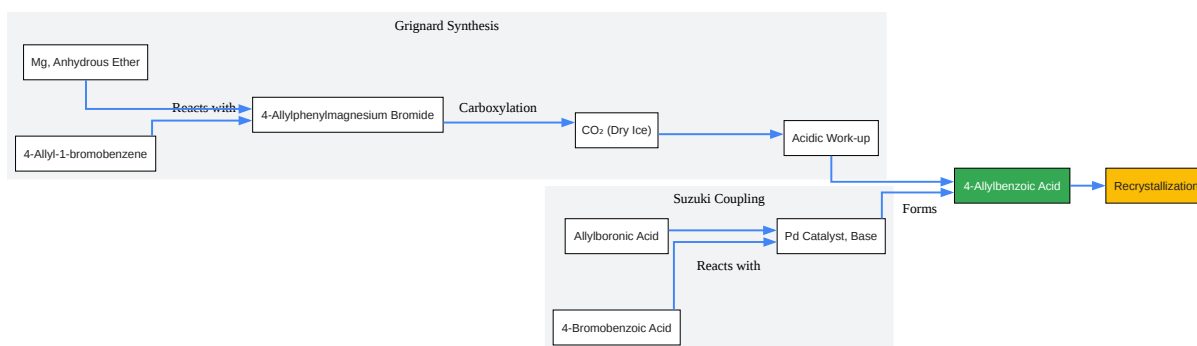 Grignard Synthesis
Mg, Anhydrous Ether
Reacts with
4-Allylphenylmagnesium Bromide
Carboxylation
CO₂ (Dry Ice)
Acidic Work-up
4-Allyl-1-bromobenzene
4-Allylbenzoic Acid
Recrystallization
Suzuki Coupling
Forms
Allylboronic Acid
Pd Catalyst, Base
Reacts with
4-Bromobenzoic Acid